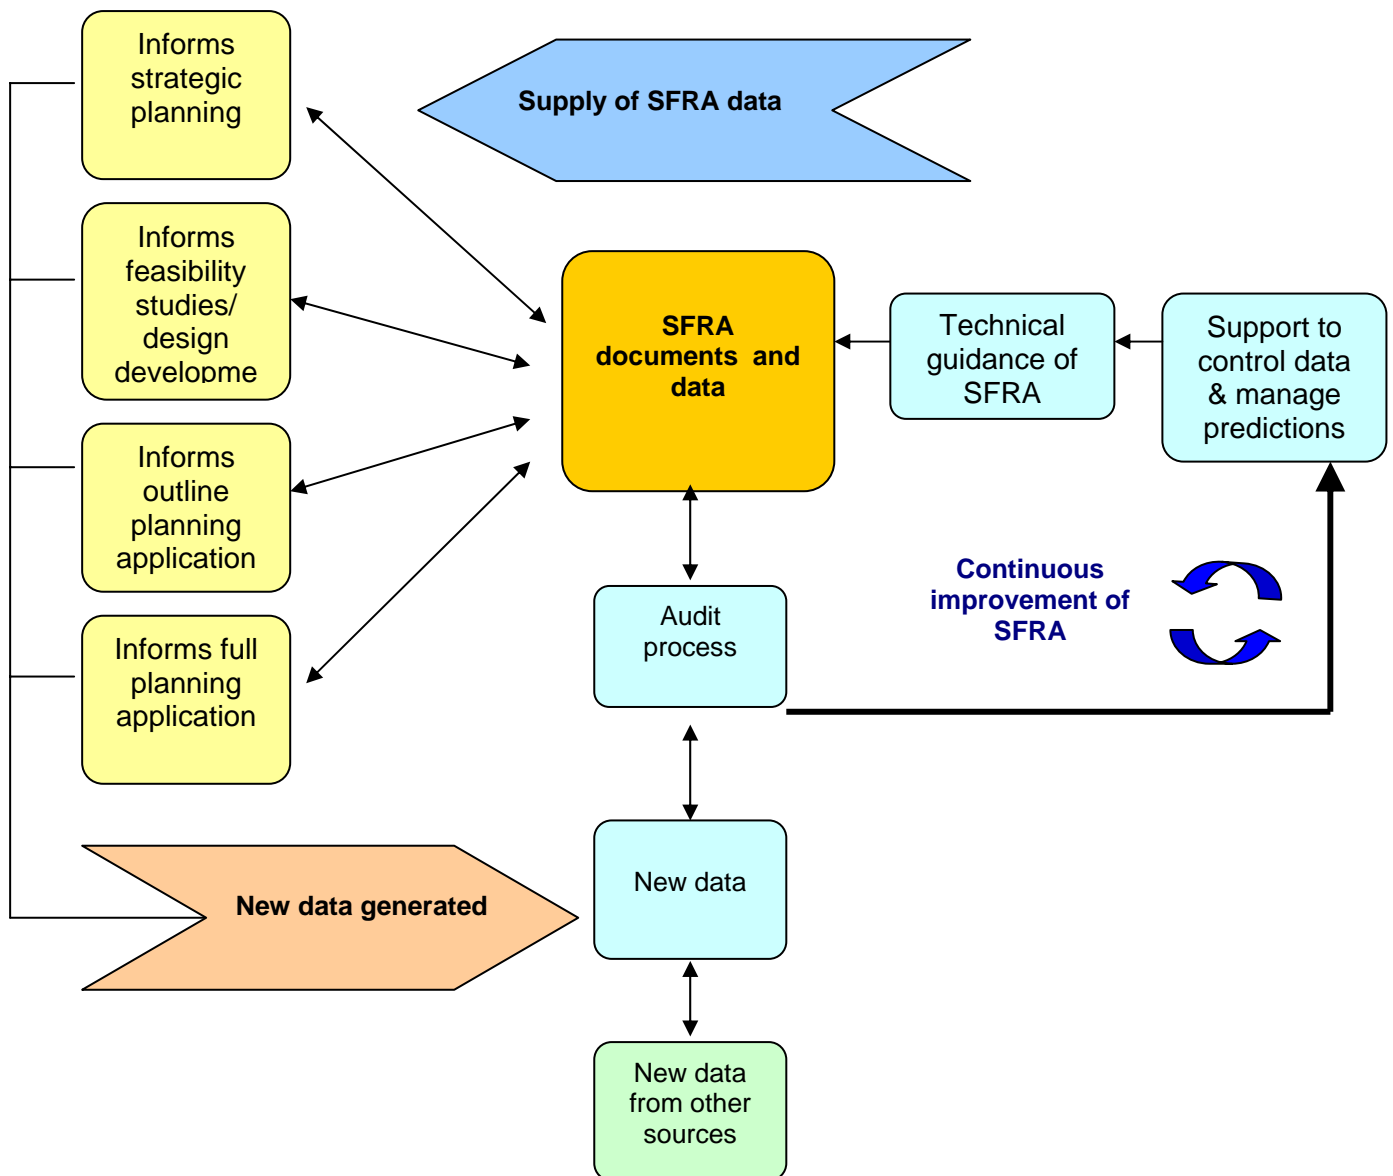 Informs
strategic
planning
Supply of SFRA data
Informs
feasibility
studies/
design
developme
SFRA
documents and
data
Technical
guidance of
SFRA
Support to
control data
& manage
predictions
Informs
outline
planning
application
Continuous
improvement of
SFRA
Audit
process
Informs full
planning
application
New data generated
New data
New data
from other
sources